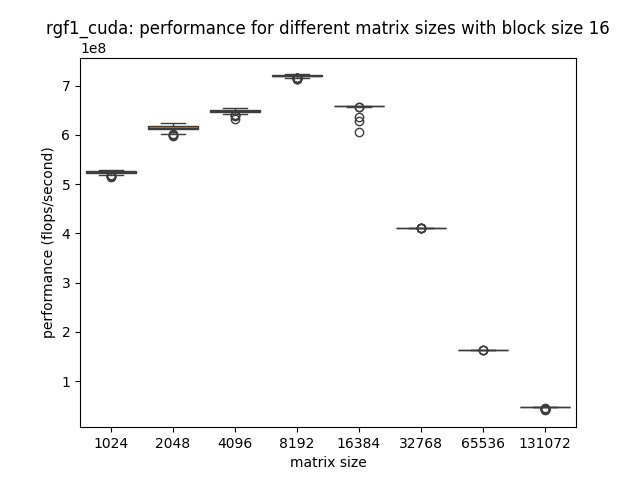 rgf1_cuda: performance for different matrix sizes with block size 16
1e8
7
6
5
4
3
2
1
performance (flops/second)
1024 2048 4096 8192 16384 32768 65536 131072
matrix size